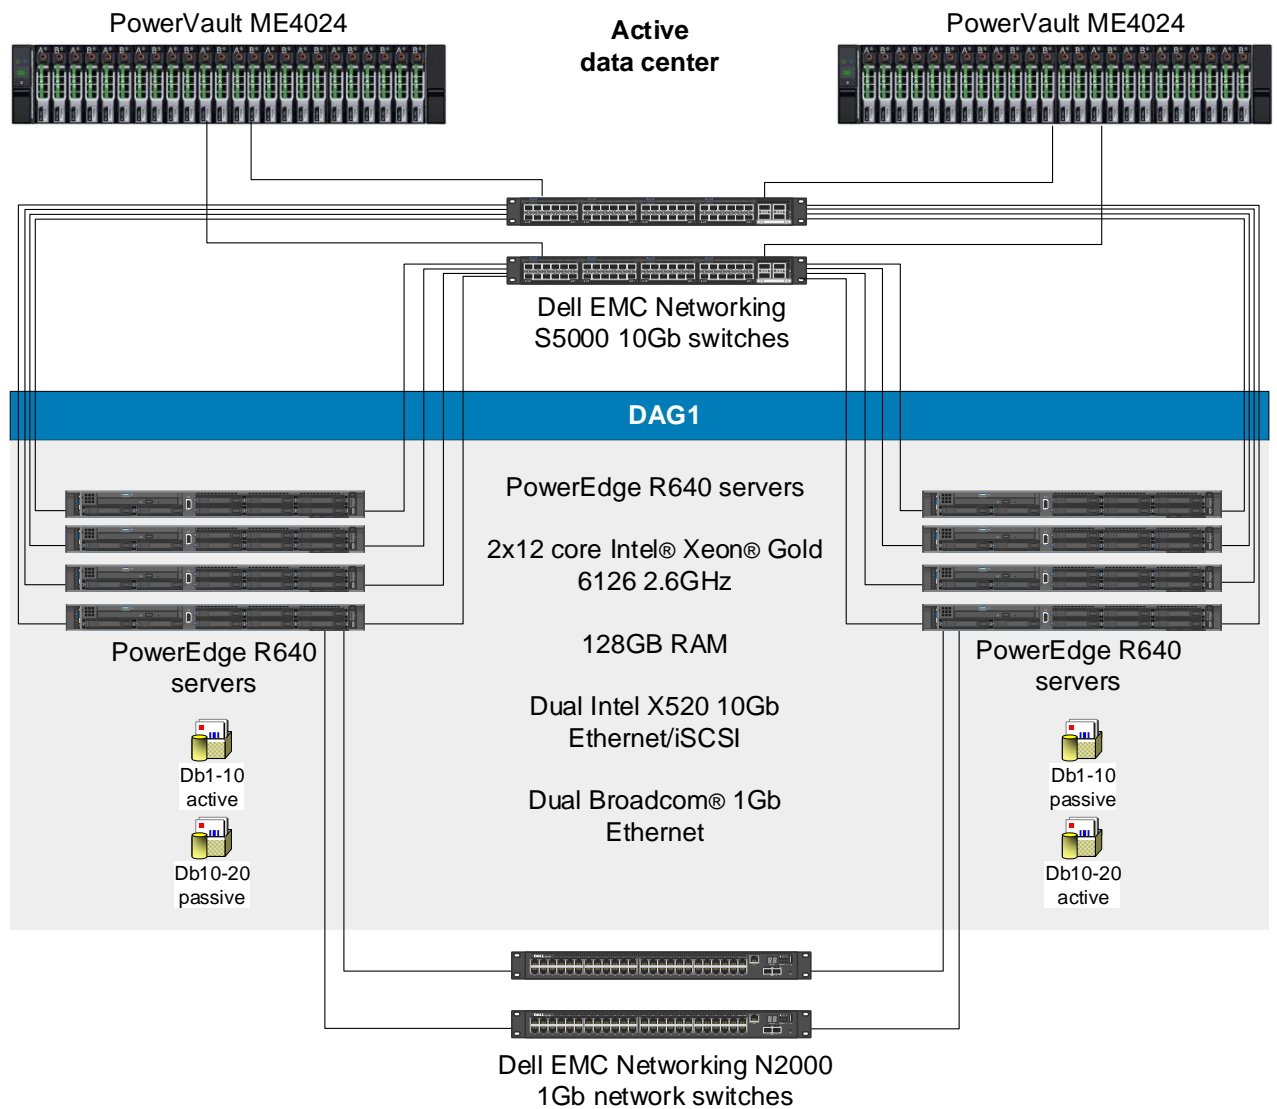 PowerVault ME4024
Active
data center
PowerVault ME4024
Dell EMC Networking
S5000 10Gb switches
DAG1
PowerEdge R640 servers
2x12 core Intel® Xeon® Gold
6126 2.6GHz
128GB RAM
Dual Intel X520 10Gb
Ethernet/iSCSI
Dual Broadcom® 1Gb
Ethernet
PowerEdge R640
servers
Db1-10
active
Db10-20
passive
PowerEdge R640
servers
Db1-10
passive
Db10-20
active
Dell EMC Networking N2000
1Gb network switches